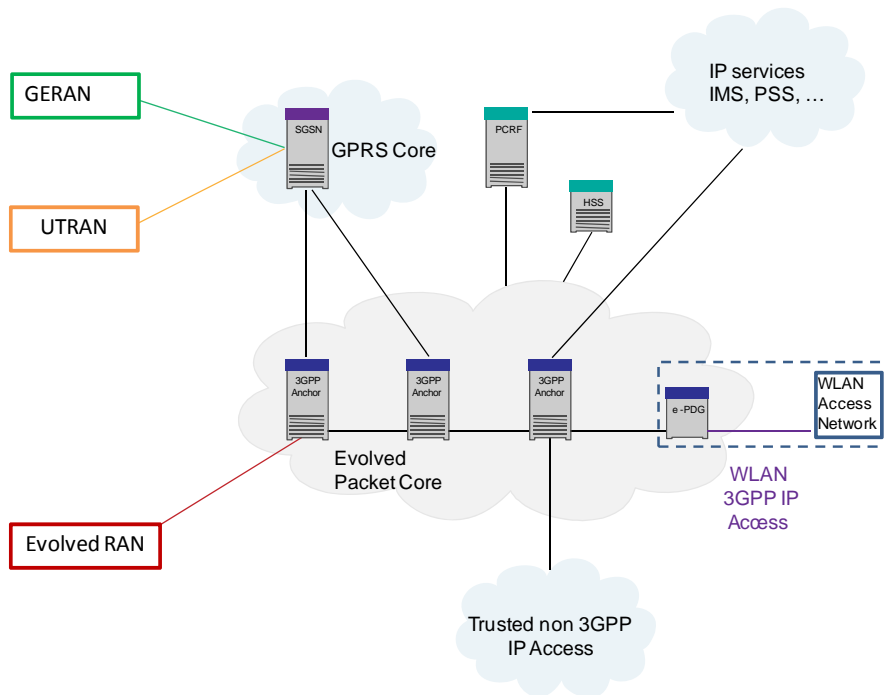 GERAN
UTRAN
SGSN
GPRS Core
PCRF
HSS
IP services
IMS, PSS, ...
3GPP
Anchor
3GPP
Anchor
3GPP
Anchor
e -PDG
WLAN
Access
Network
Evolved
Packet Core
WLAN
3GPP IP
Access
Evolved RAN
Trusted non 3GPP
IP Access